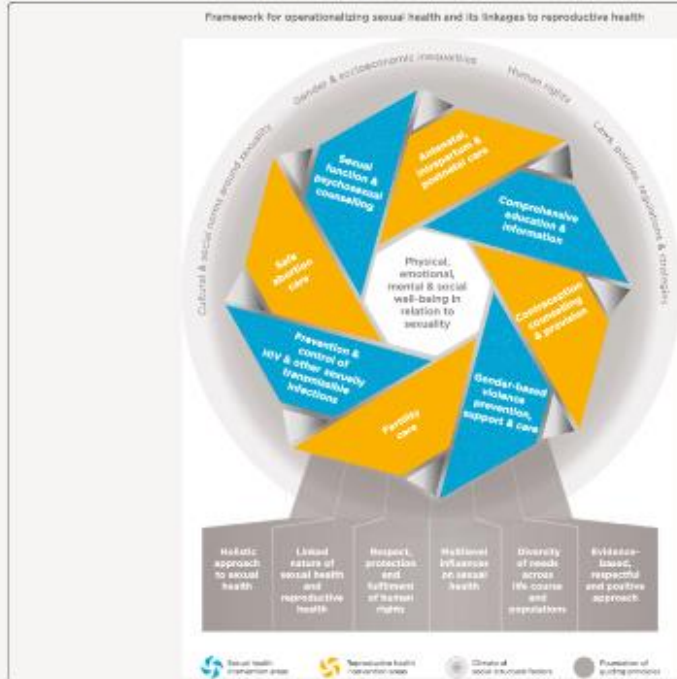 Framework for operationalizing sexual health and its linkages to reproductive health
Cultural & social norms around sexuality
Gender & socioeconomic inequalities
Human rights
Laws, policies, regulations & strategies
Sexual
function &
psychosexual
counselling
Antenatal,
intrapartum &
postnatal care
Comprehensive
education &
information
Safe
abortion
care
Physical,
emotional,
mental & social
well-being in
relation to
sexuality
Contraception
counselling
& provision
Prevention &
control of
HIV & other sexually
transmissible
infections
Fertility
care
Gender-based
violence
prevention,
support & care
Holistic
approach
to sexual
health
Linked
nature of
sexual health
and
reproductive
health
Respect,
protection
and
fulfilment of
human
rights
Multilevel
influences
on sexual
health
Diversity
of needs
across
life course
and
populations
Evidence-
based,
respectful
and positive
approach
Sexual health
intervention areas
Reproductive health
intervention areas
Climate of
social-structural factors
Foundation of
guiding principles